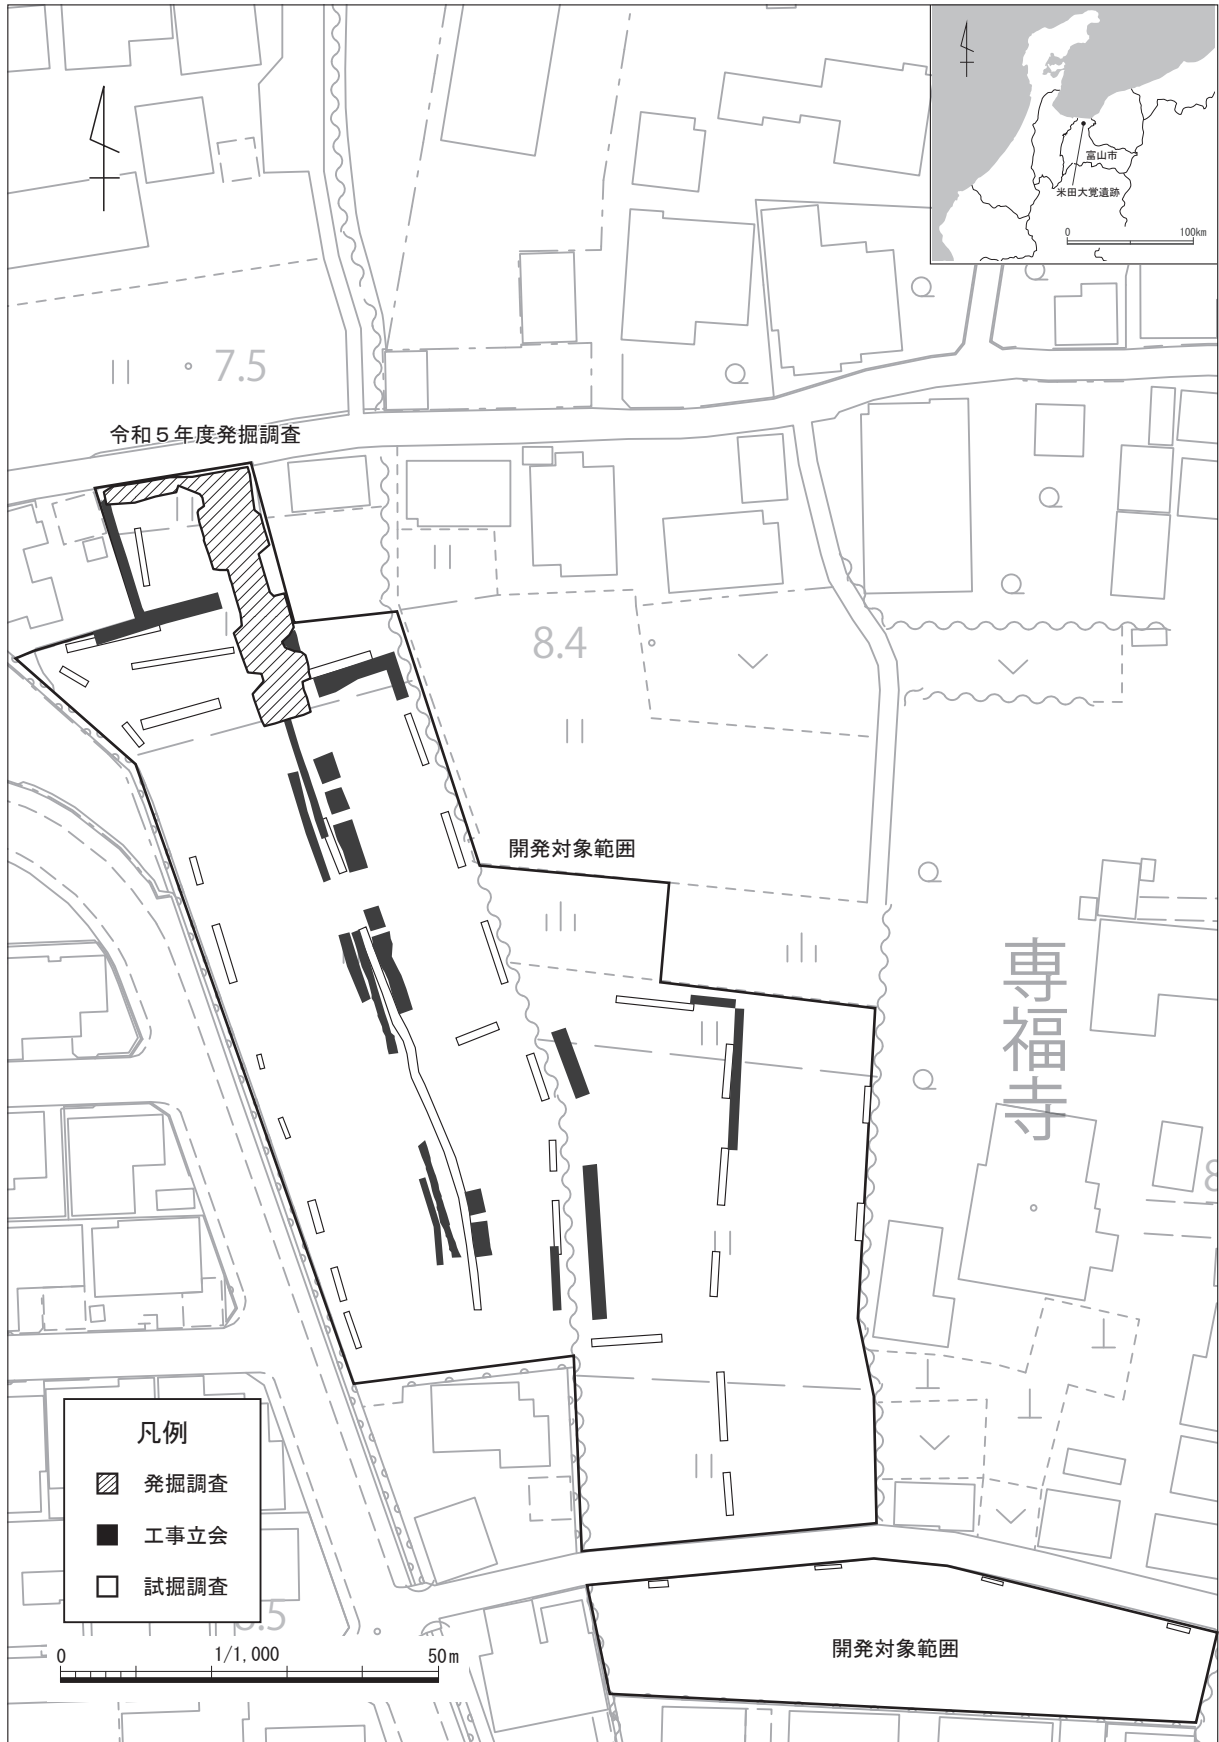 富山市
米田大覚遺跡
0 100km
7.5
令和５年度発掘調査
8.4
開発対象範囲
専福寺
8
凡例
発掘調査
工事立会
試掘調査
.5
0 1/1,000 50m
開発対象範囲